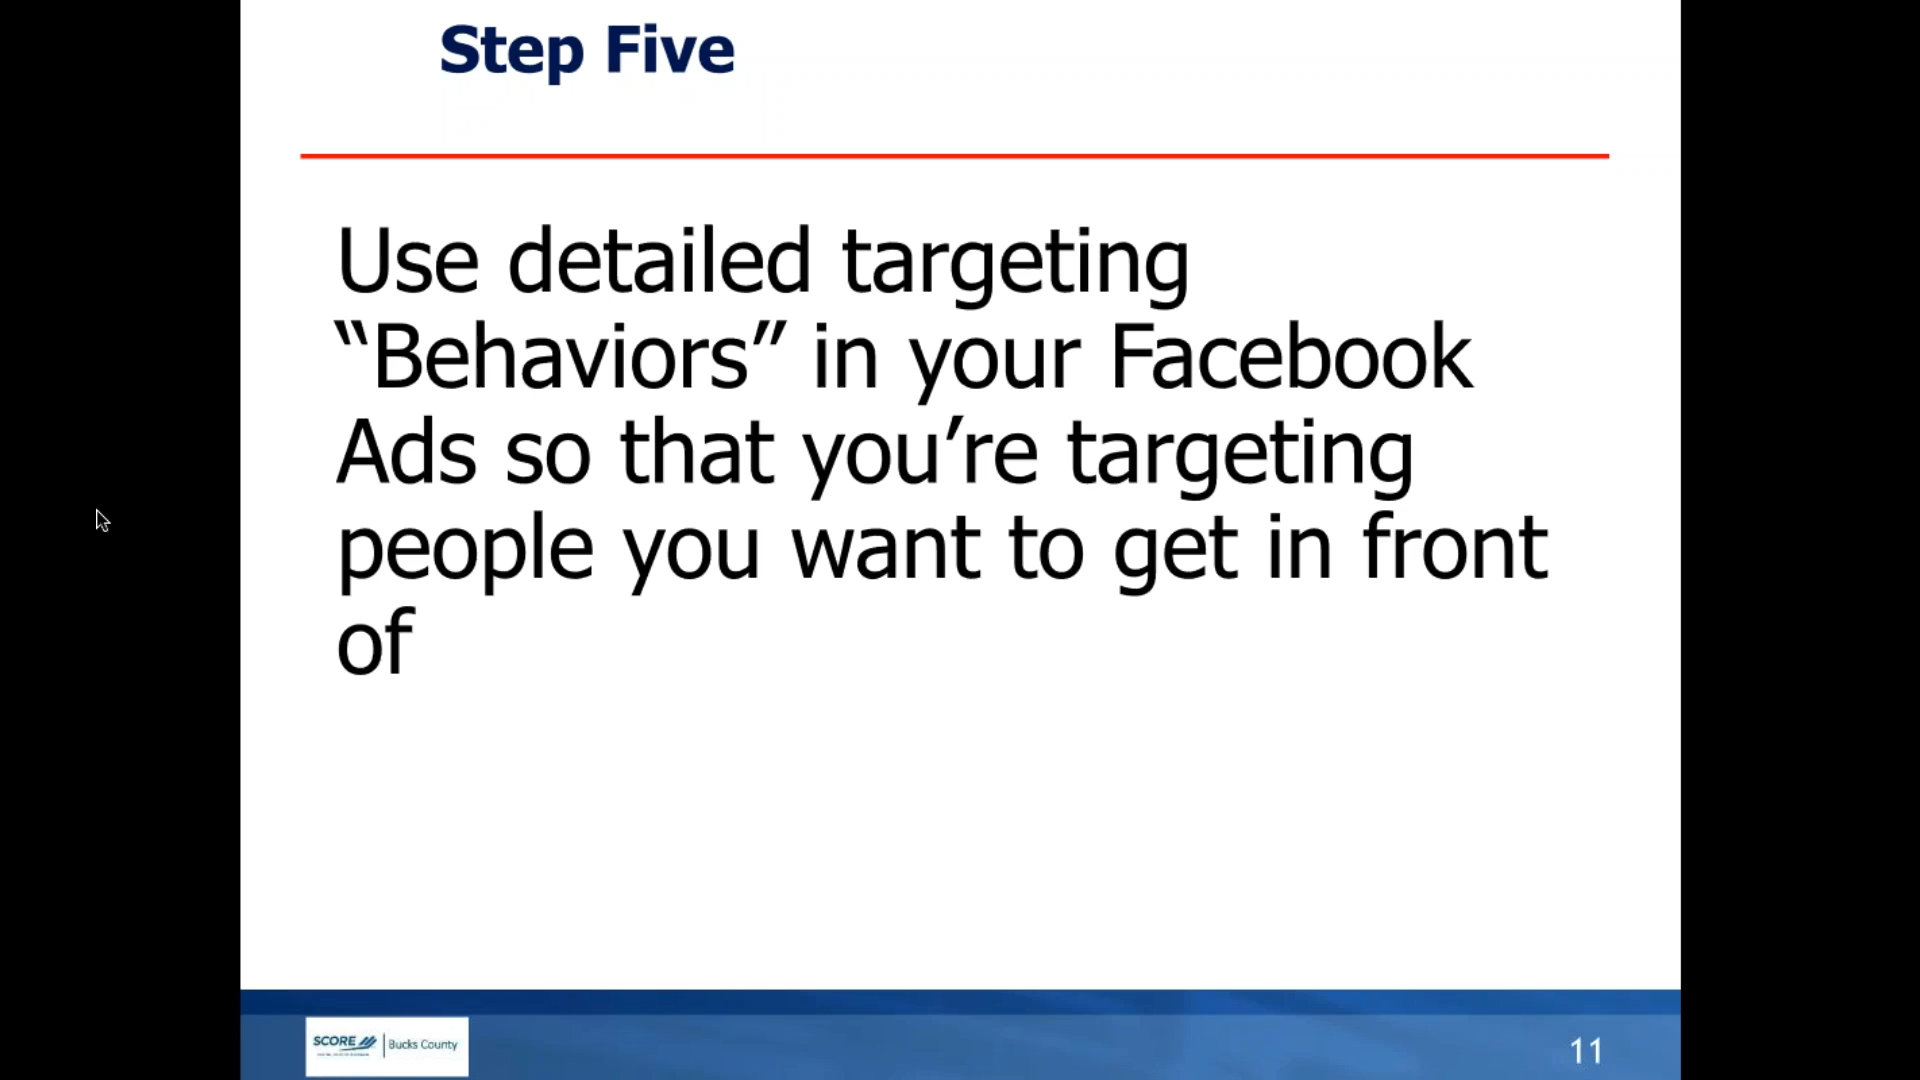 Step Five
Use detailed targeting
“Behaviors” in your Facebook
Ads so that you’re targeting
people you want to get in front
of
SCORE | Bucks County
11